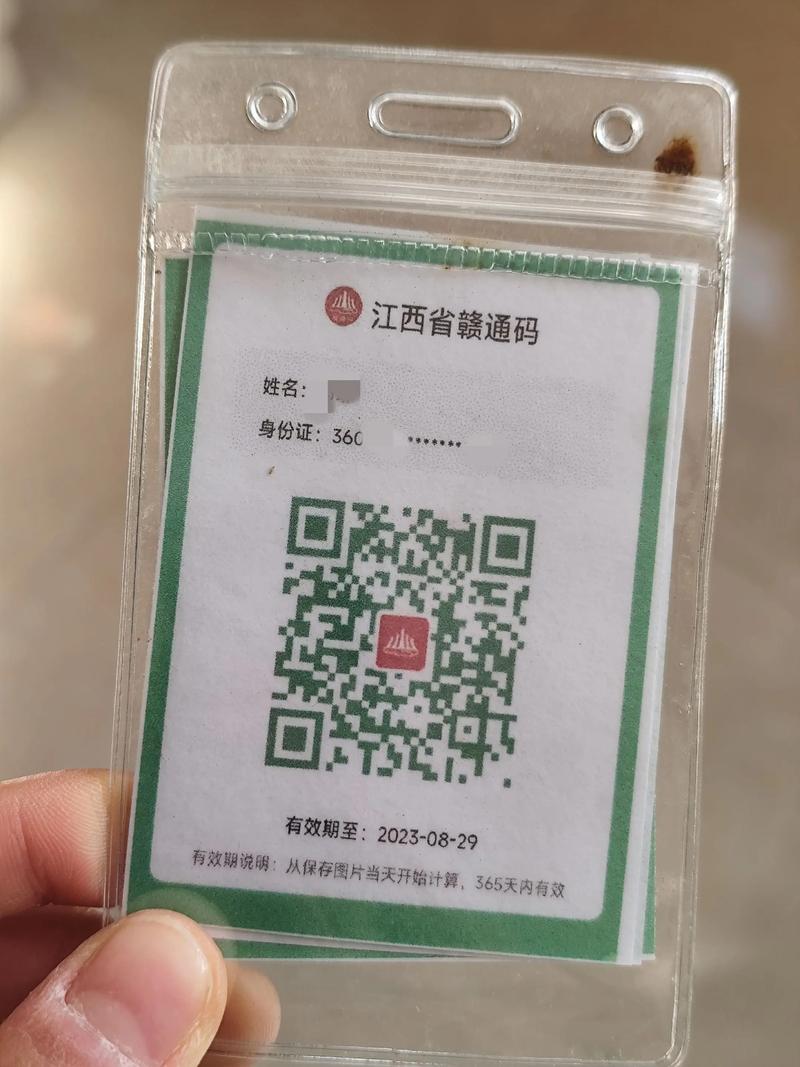 江西省赣通码
姓名：
身份证：360 *******
有效期至：2023-08-29
有效期说明：从保存图片当天开始计算，365天内有效